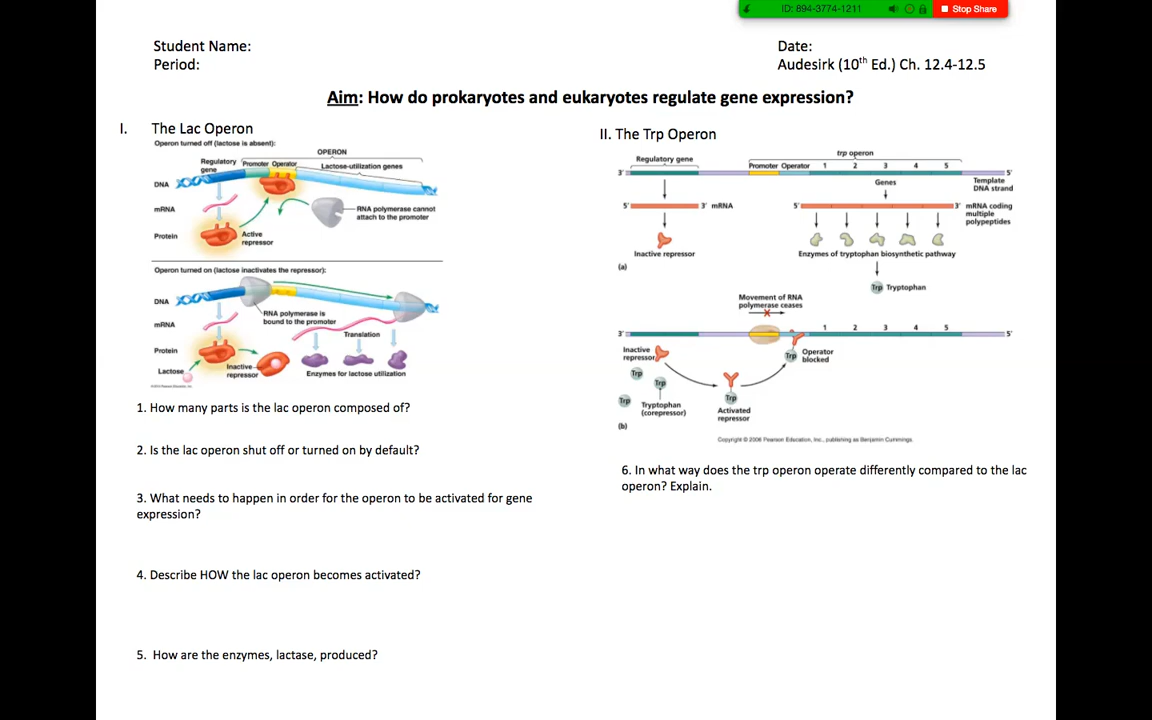 ID: 894-3774-1211
Stop Share
Student Name:
Period:
Date:
Audesirk (10th Ed.) Ch. 12.4-12.5
Aim: How do prokaryotes and eukaryotes regulate gene expression?
I. The Lac Operon
Operon turned off (lactose is absent):
OPERON
Regulatory gene
Promoter Operator
Lactose-utilization genes
DNA
mRNA
RNA polymerase cannot
attach to the promoter
Protein
Active
repressor
Operon turned on (lactose inactivates the repressor):
DNA
RNA polymerase is
bound to the promoter
mRNA
Translation
Protein
Lactose
Inactive
repressor
Enzymes for lactose utilization
1. How many parts is the lac operon composed of?
2. Is the lac operon shut off or turned on by default?
3. What needs to happen in order for the operon to be activated for gene
expression?
4. Describe HOW the lac operon becomes activated?
5. How are the enzymes, lactase, produced?
II. The Trp Operon
trp operon
Regulatory gene
Promoter Operator 1 2 3 4 5
3' 5'
Genes
Template
DNA strand
5' 3' mRNA
5' 3' mRNA coding
multiple
polypeptides
Inactive repressor
Enzymes of tryptophan biosynthetic pathway
(a)
Trp Tryptophan
Movement of RNA
polymerase ceases
1 2 3 4 5
3' 5'
Inactive
repressor
Trp
Operator
blocked
Trp
Trp
Trp
Trp
Tryptophan
(corepressor)
Activated
repressor
(b)
Copyright © 2006 Pearson Education, Inc., publishing as Benjamin Cummings.
6. In what way does the trp operon operate differently compared to the lac
operon? Explain.